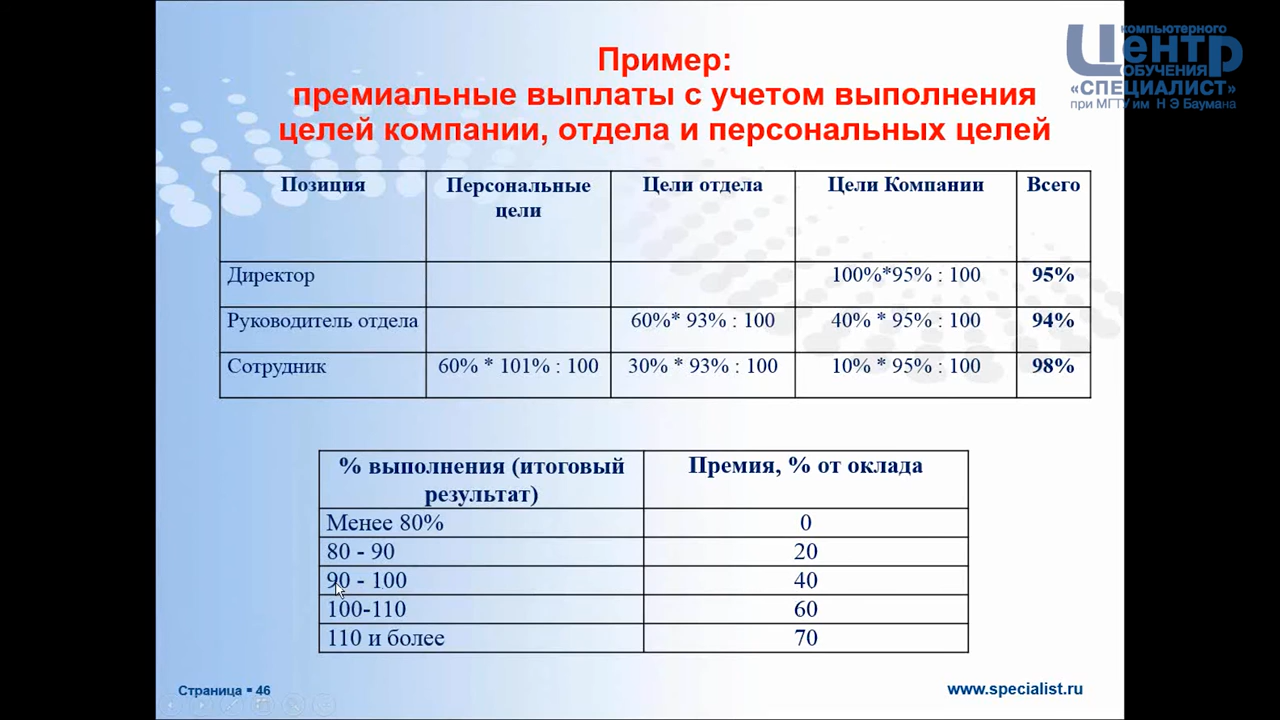 компьютерного
Центр
ОБУЧЕНИЯ
«СПЕЦИАЛИСТ»
при МГТУ им Н Э Баумана
Пример:
премиальные выплаты с учетом выполнения
целей компании, отдела и персональных целей
Позиция Персональные цели Цели отдела Цели Компании Всего
Директор 100%*95% : 100 95%
Руководитель отдела 60%* 93% : 100 40% * 95% : 100 94%
Сотрудник 60% * 101% : 100 30% * 93% : 100 10% * 95% : 100 98%
% выполнения (итоговый результат) Премия, % от оклада
Менее 80% 0
80 - 90 20
90 - 100 40
100-110 60
110 и более 70
Страница ▪ 46
www.specialist.ru